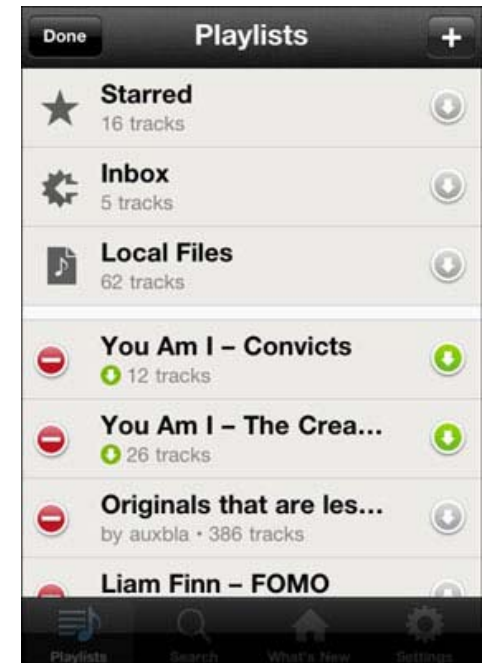 Done
Playlists
+
Starred
16 tracks
Inbox
5 tracks
Local Files
62 tracks
You Am I – Convicts
12 tracks
You Am I – The Crea...
26 tracks
Originals that are les...
by auxbla • 386 tracks
Liam Finn – FOMO
Playlists
Search
What's New
Settings